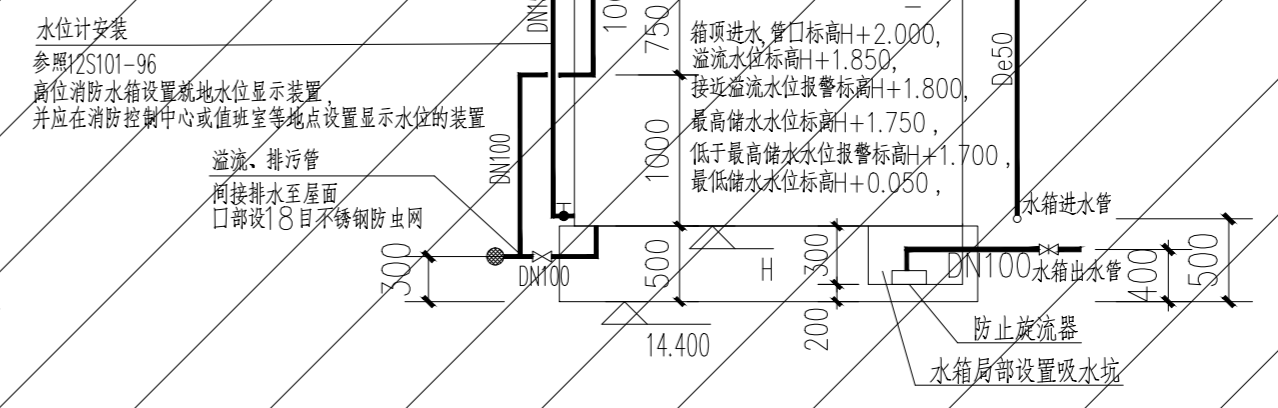 水位计安装
参照12S101-96
高位消防水箱设置就地水位显示装置，
并应在消防控制中心或值班室等地点设置显示水位的装置
溢流、排污管
间接排水至屋面
口部设18目不锈钢防虫网
箱顶进水,管口标高H+2.000,
溢流水位标高H+1.850,
接近溢流水位报警标高H+1.800,
最高储水水位标高H+1.750 ,
低于最高储水水位报警标高H+1.700 ,
最低储水水位标高H+0.050 ,
750
1000
500
DN100
De50
水箱进水管
H
300
DN100
水箱出水管
400
500
300
DN100
200
14.400
防止旋流器
水箱局部设置吸水坑